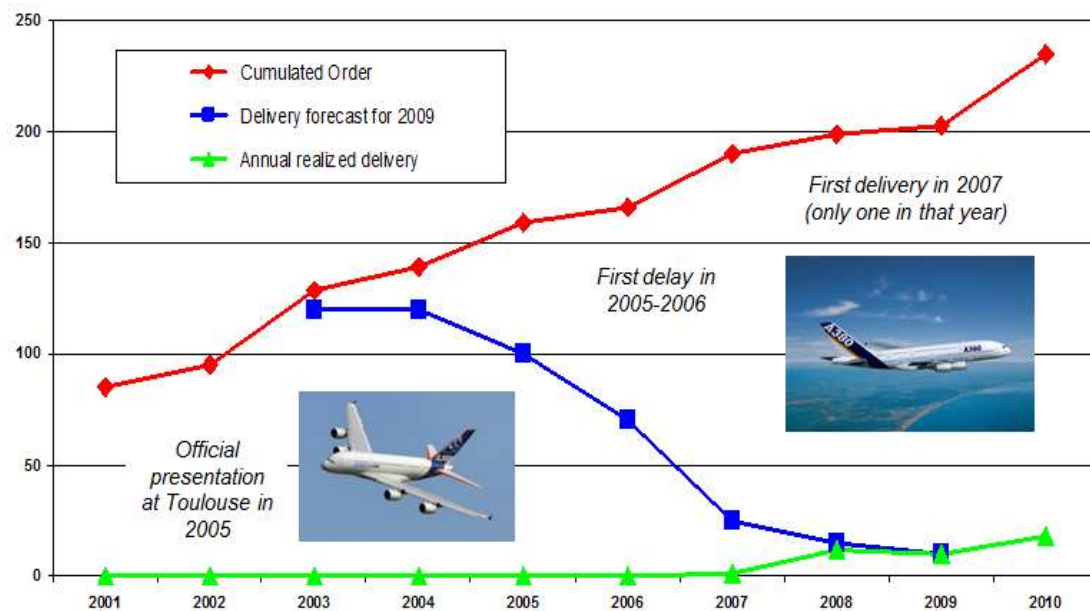 250
200
150
100
50
0
Cumulated Order
Delivery forecast for 2009
Annual realized delivery
First delivery in 2007
(only one in that year)
First delay in
2005-2006
A380
A380
Official
presentation
at Toulouse in
2005
2001 2002 2003 2004 2005 2006 2007 2008 2009 2010